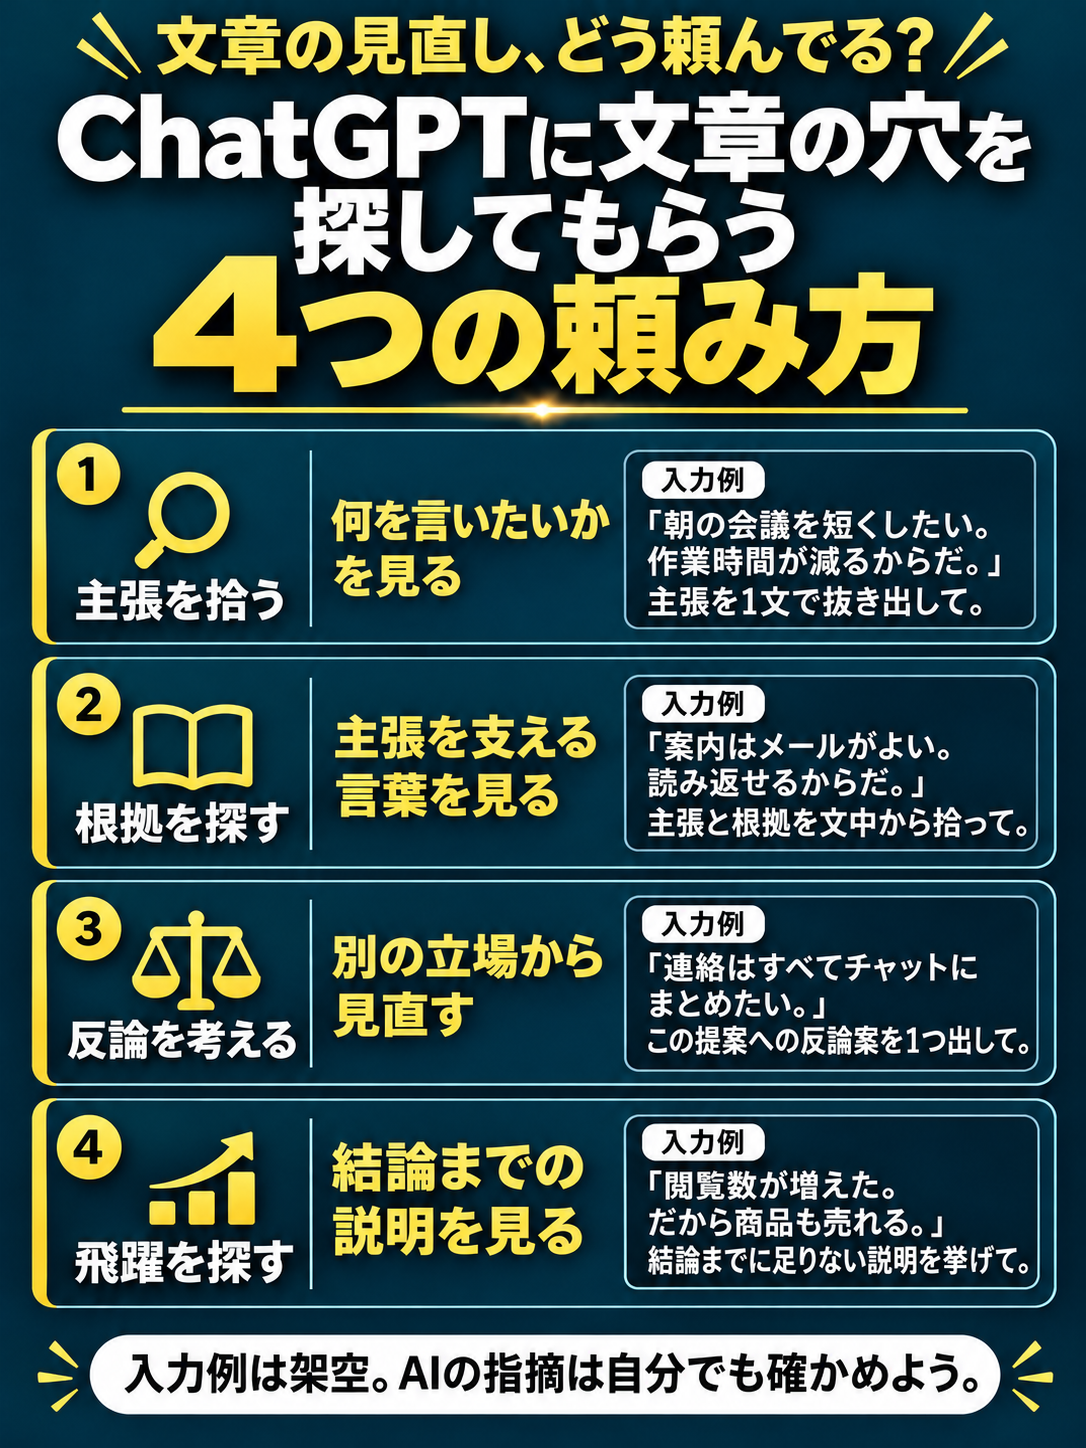 文章の見直し、どう頼んでる?
ChatGPTに文章の穴を
探してもらう
4つの頼み方
1
主張を拾う
何を言いたいか
を見る
入力例
「朝の会議を短くしたい。
作業時間が減るからだ。」
主張を1文で抜き出して。
2
根拠を探す
主張を支える
言葉を見る
入力例
「案内はメールがよい。
読み返せるからだ。」
主張と根拠を文中から拾って。
3
反論を考える
別の立場から
見直す
入力例
「連絡はすべてチャットに
まとめたい。」
この提案への反論案を1つ出して。
4
飛躍を探す
結論までの
説明を見る
入力例
「閲覧数が増えた。
だから商品も売れる。」
結論までに足りない説明を挙げて。
入力例は架空。AIの指摘は自分でも確かめよう。